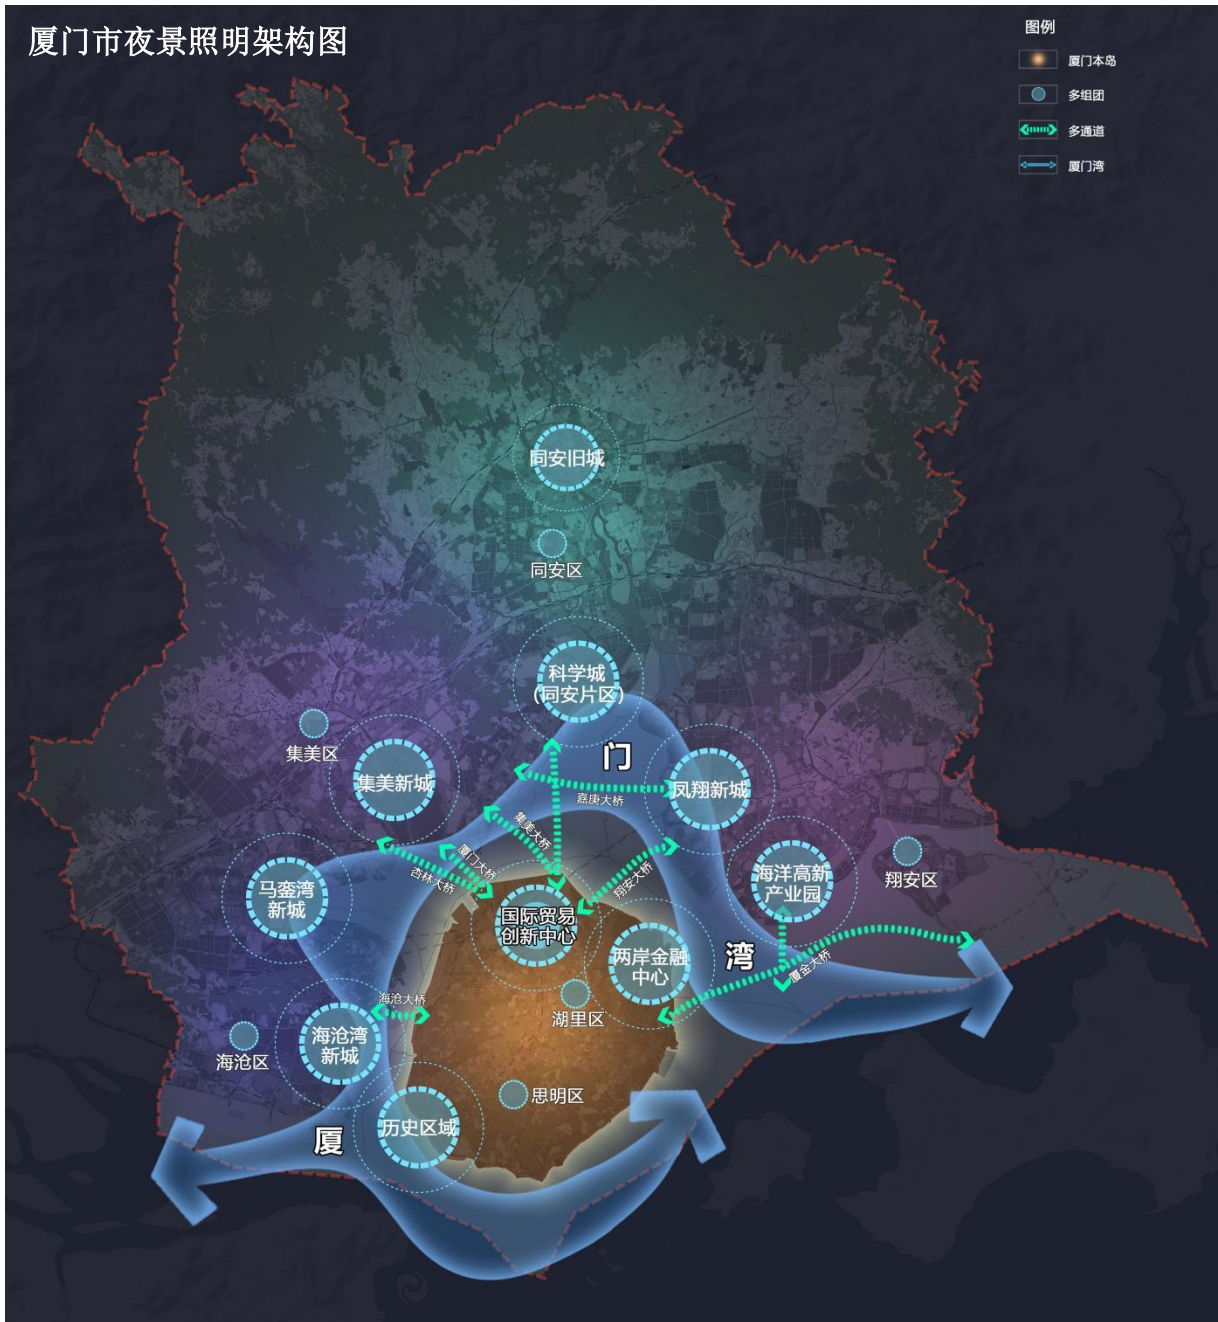 厦门市夜景照明架构图
图例
厦门本岛
多组团
多通道
厦门湾
同安旧城
同安区
科学城
(同安片区)
集美区
门
集美新城
凤翔新城
嘉庚大桥
集美大桥
厦门大桥
杏林大桥
翔安大桥
海洋高新
产业园
翔安区
马銮湾
新城
国际贸易
创新中心
两岸金融
中心
湾
厦金大桥
海沧大桥
湖里区
海沧湾
新城
海沧区
思明区
历史区域
厦